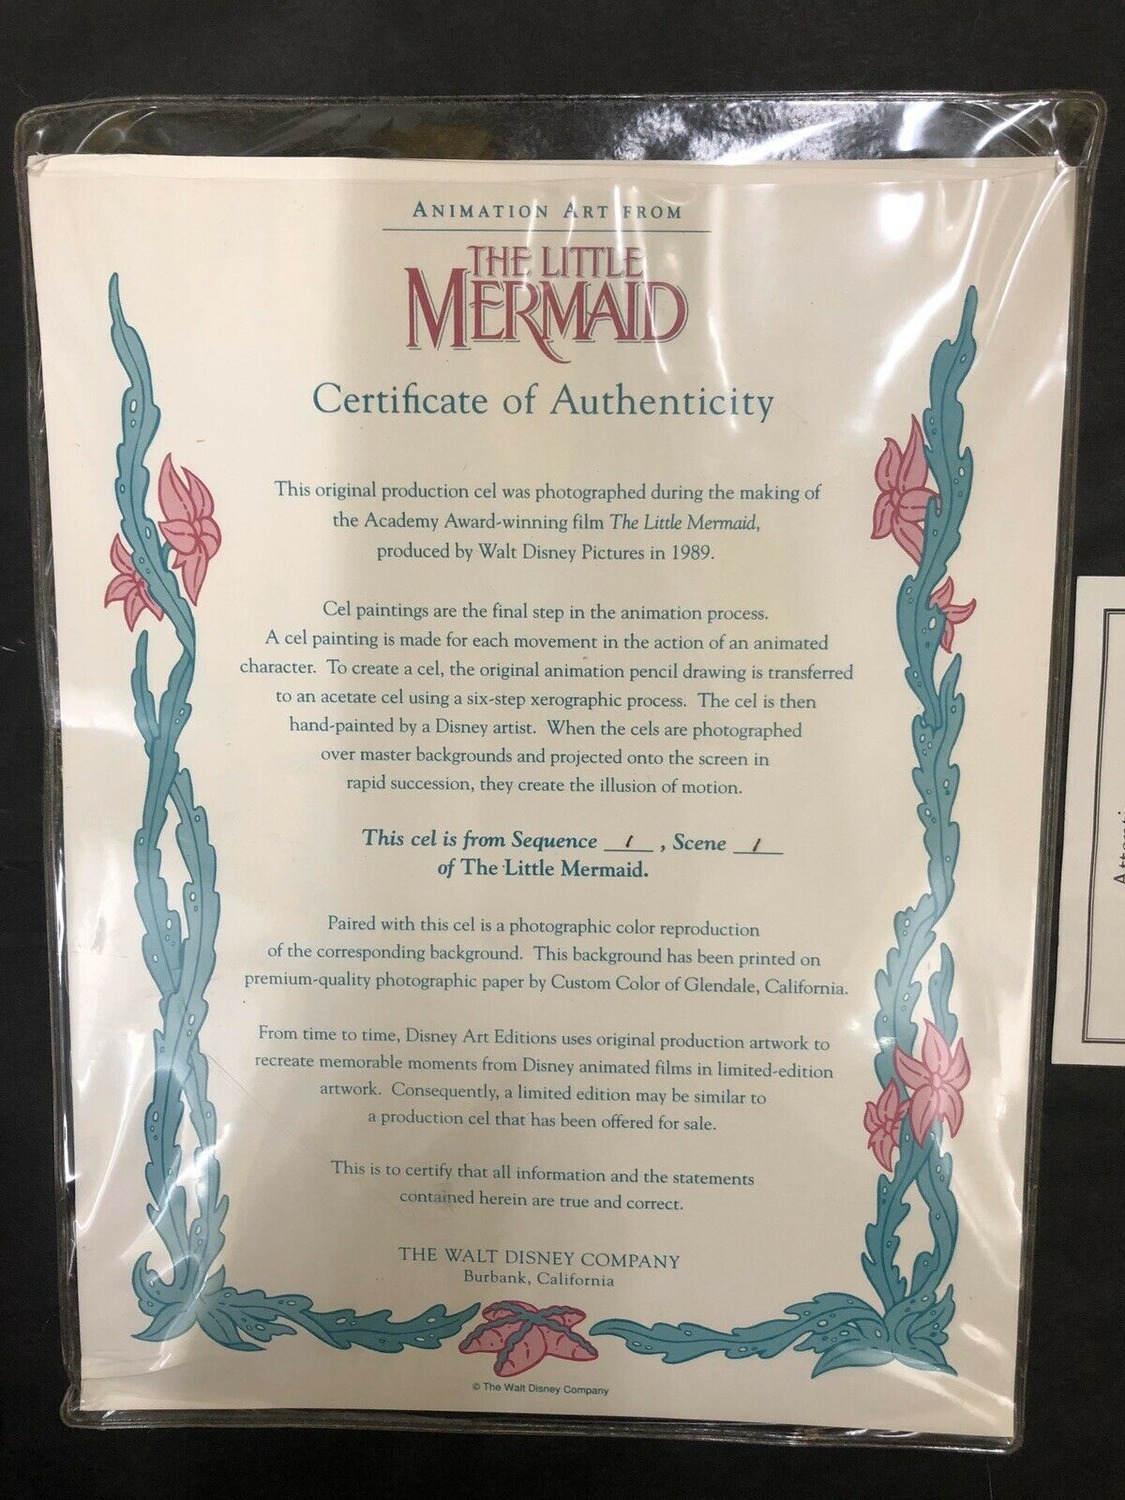 ANIMATION ART FROM
THE LITTLE
MERMAID
Certificate of Authenticity
This original production cel was photographed during the making of
the Academy Award-winning film The Little Mermaid,
produced by Walt Disney Pictures in 1989.
Cel paintings are the final step in the animation process.
A cel painting is made for each movement in the action of an animated
character. To create a cel, the original animation pencil drawing is transferred
to an acetate cel using a six-step xerographic process. The cel is then
hand-painted by a Disney artist. When the cels are photographed
over master backgrounds and projected onto the screen in
rapid succession, they create the illusion of motion.
This cel is from Sequence 1, Scene 1
of The Little Mermaid.
Paired with this cel is a photographic color reproduction
of the corresponding background. This background has been printed on
premium-quality photographic paper by Custom Color of Glendale, California.
From time to time, Disney Art Editions uses original production artwork to
recreate memorable moments from Disney animated films in limited-edition
artwork. Consequently, a limited edition may be similar to
a production cel that has been offered for sale.
This is to certify that all information and the statements
contained herein are true and correct.
THE WALT DISNEY COMPANY
Burbank, California
© The Walt Disney Company